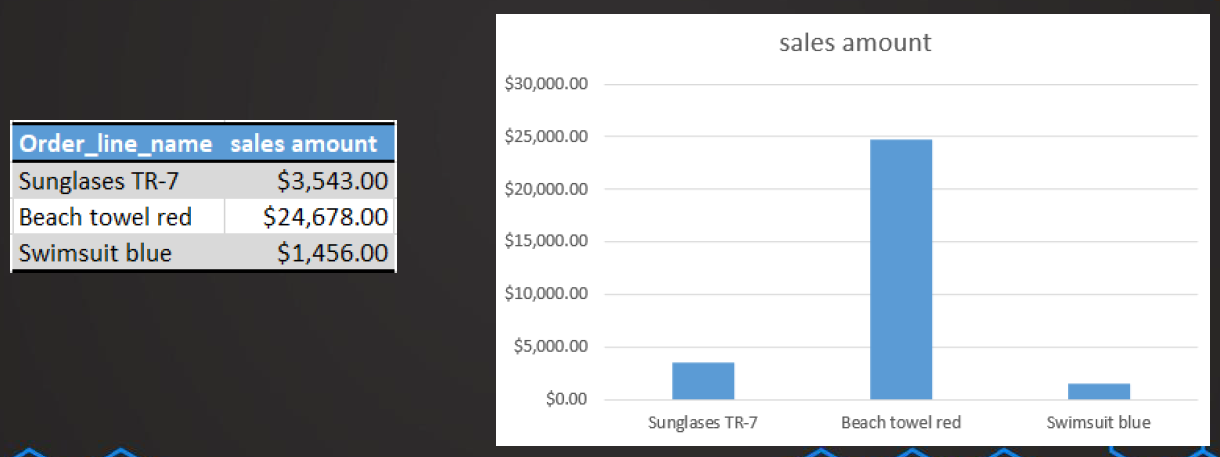 Order_line_name sales amount
Sunglases TR-7 $3,543.00
Beach towel red $24,678.00
Swimsuit blue $1,456.00
sales amount
$30,000.00
$25,000.00
$20,000.00
$15,000.00
$10,000.00
$5,000.00
$0.00
Sunglases TR-7 Beach towel red Swimsuit blue